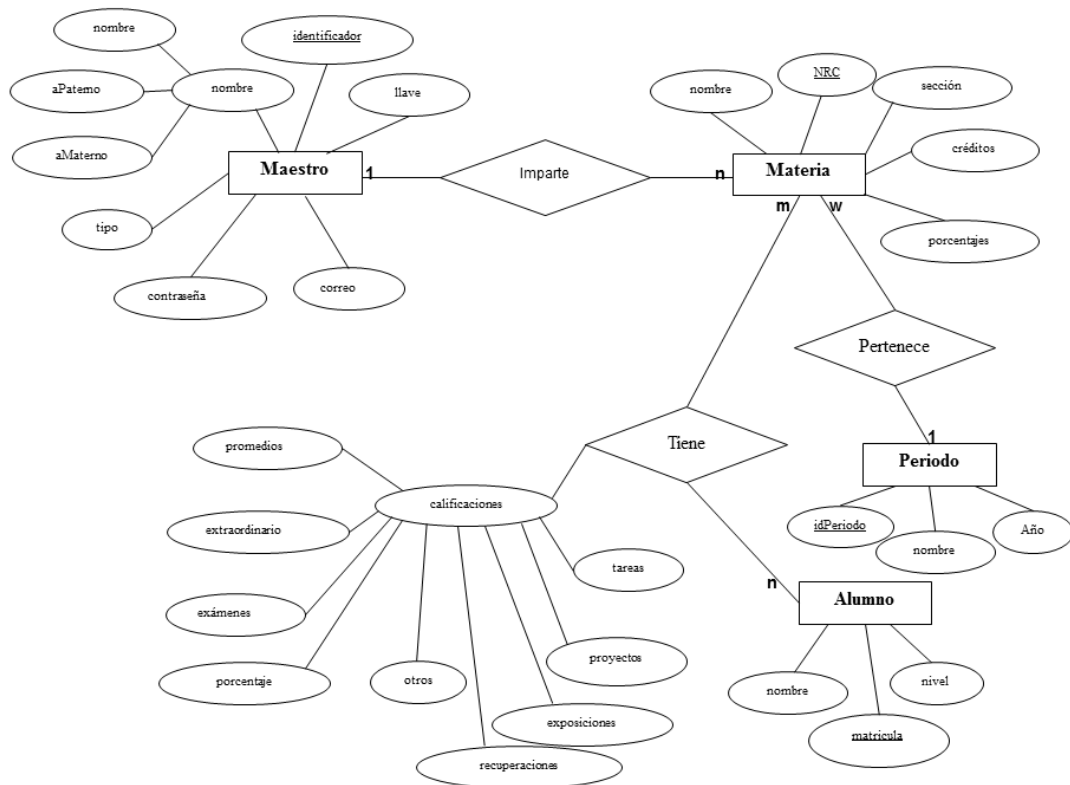 nombre
identificador
NRC
aPaterno
nombre
llave
nombre
sección
aMaterno
créditos
Maestro
1
Imparte
n
Materia
m
w
tipo
porcentajes
contraseña
correo
Pertenece
promedios
Tiene
1
Periodo
calificaciones
extraordinario
idPeriodo
Año
nombre
tareas
n
Alumno
exámenes
proyectos
porcentaje
otros
nombre
nivel
exposiciones
matricula
recuperaciones